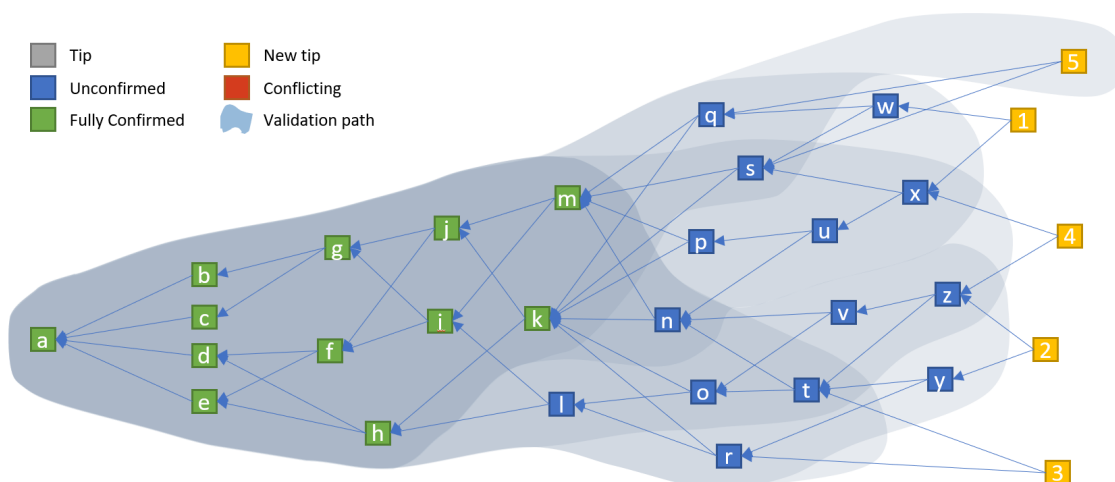 Tip
New tip
Unconfirmed
Conflicting
Fully Confirmed
Validation path
5
q
w
1
s
m
x
j
u
4
p
g
b
z
c
i
k
n
v
a
d
f
2
y
e
o
t
l
h
r
3